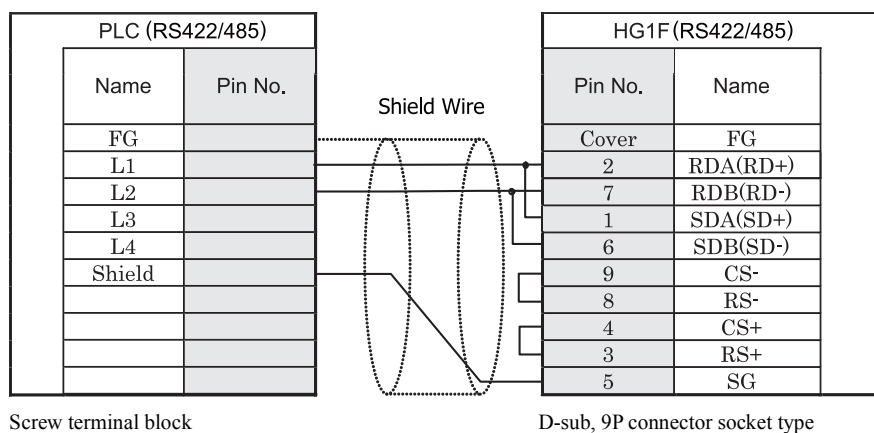 PLC (RS422/485) HG1F(RS422/485)
Name Pin No. Shield Wire Pin No. Name
FG Cover FG
L1 2 RDA(RD+)
L2 7 RDB(RD-)
L3 1 SDA(SD+)
L4 6 SDB(SD-)
Shield 9 CS-
8 RS-
4 CS+
3 RS+
5 SG
Screw terminal block D-sub, 9P connector socket type